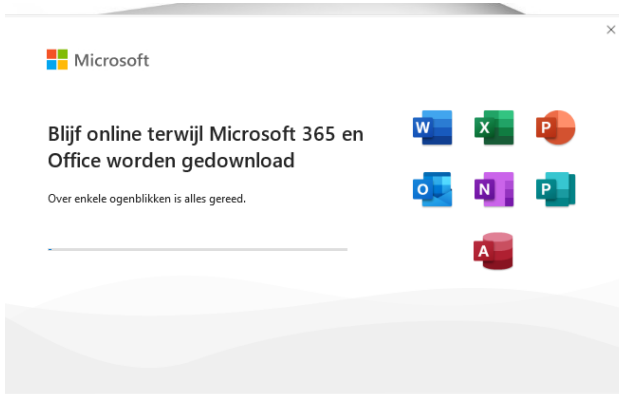 Microsoft
Blijf online terwijl Microsoft 365 en
Office worden gedownload
Over enkele ogenblikken is alles gereed.
W X P
O N P
A